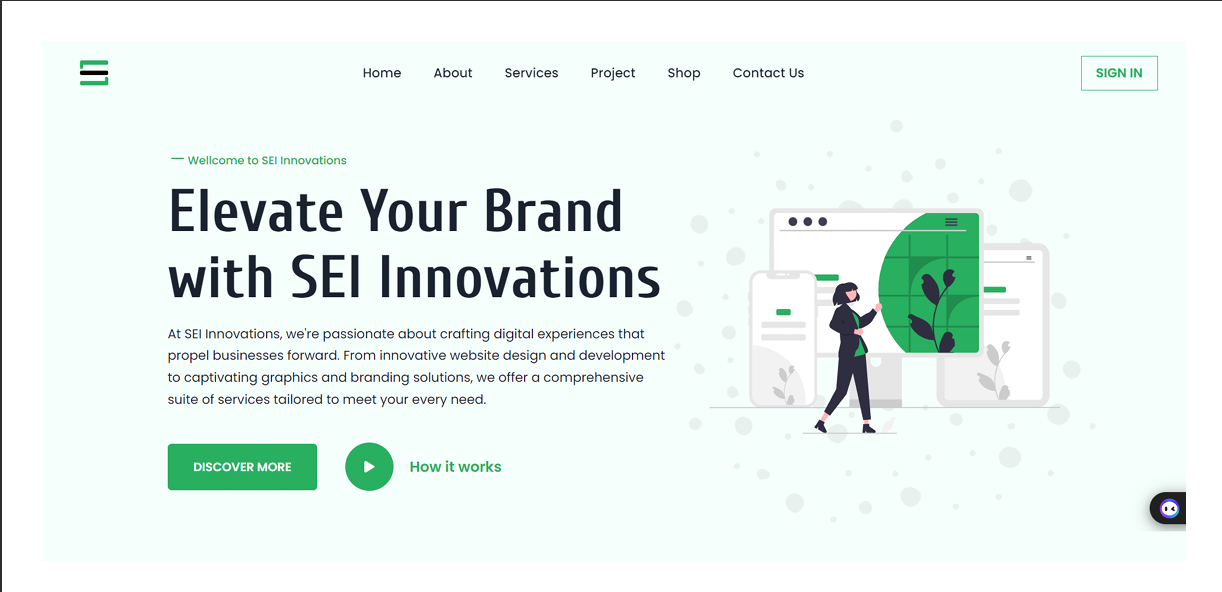 Home About Services Project Shop Contact Us SIGN IN
Wellcome to SEI Innovations
Elevate Your Brand
with SEI Innovations
At SEI Innovations, we're passionate about crafting digital experiences that
propel businesses forward. From innovative website design and development
to captivating graphics and branding solutions, we offer a comprehensive
suite of services tailored to meet your every need.
DISCOVER MORE How it works